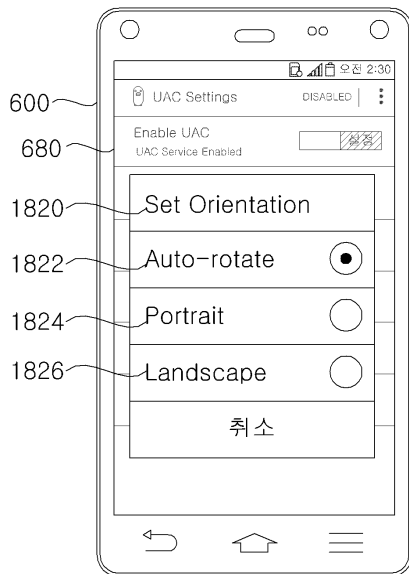 오전 2:30
600
UAC Settings DISABLED
680
Enable UAC
UAC Service Enabled
설정
1820 Set Orientation
1822 Auto-rotate
1824 Portrait
1826 Landscape
취소